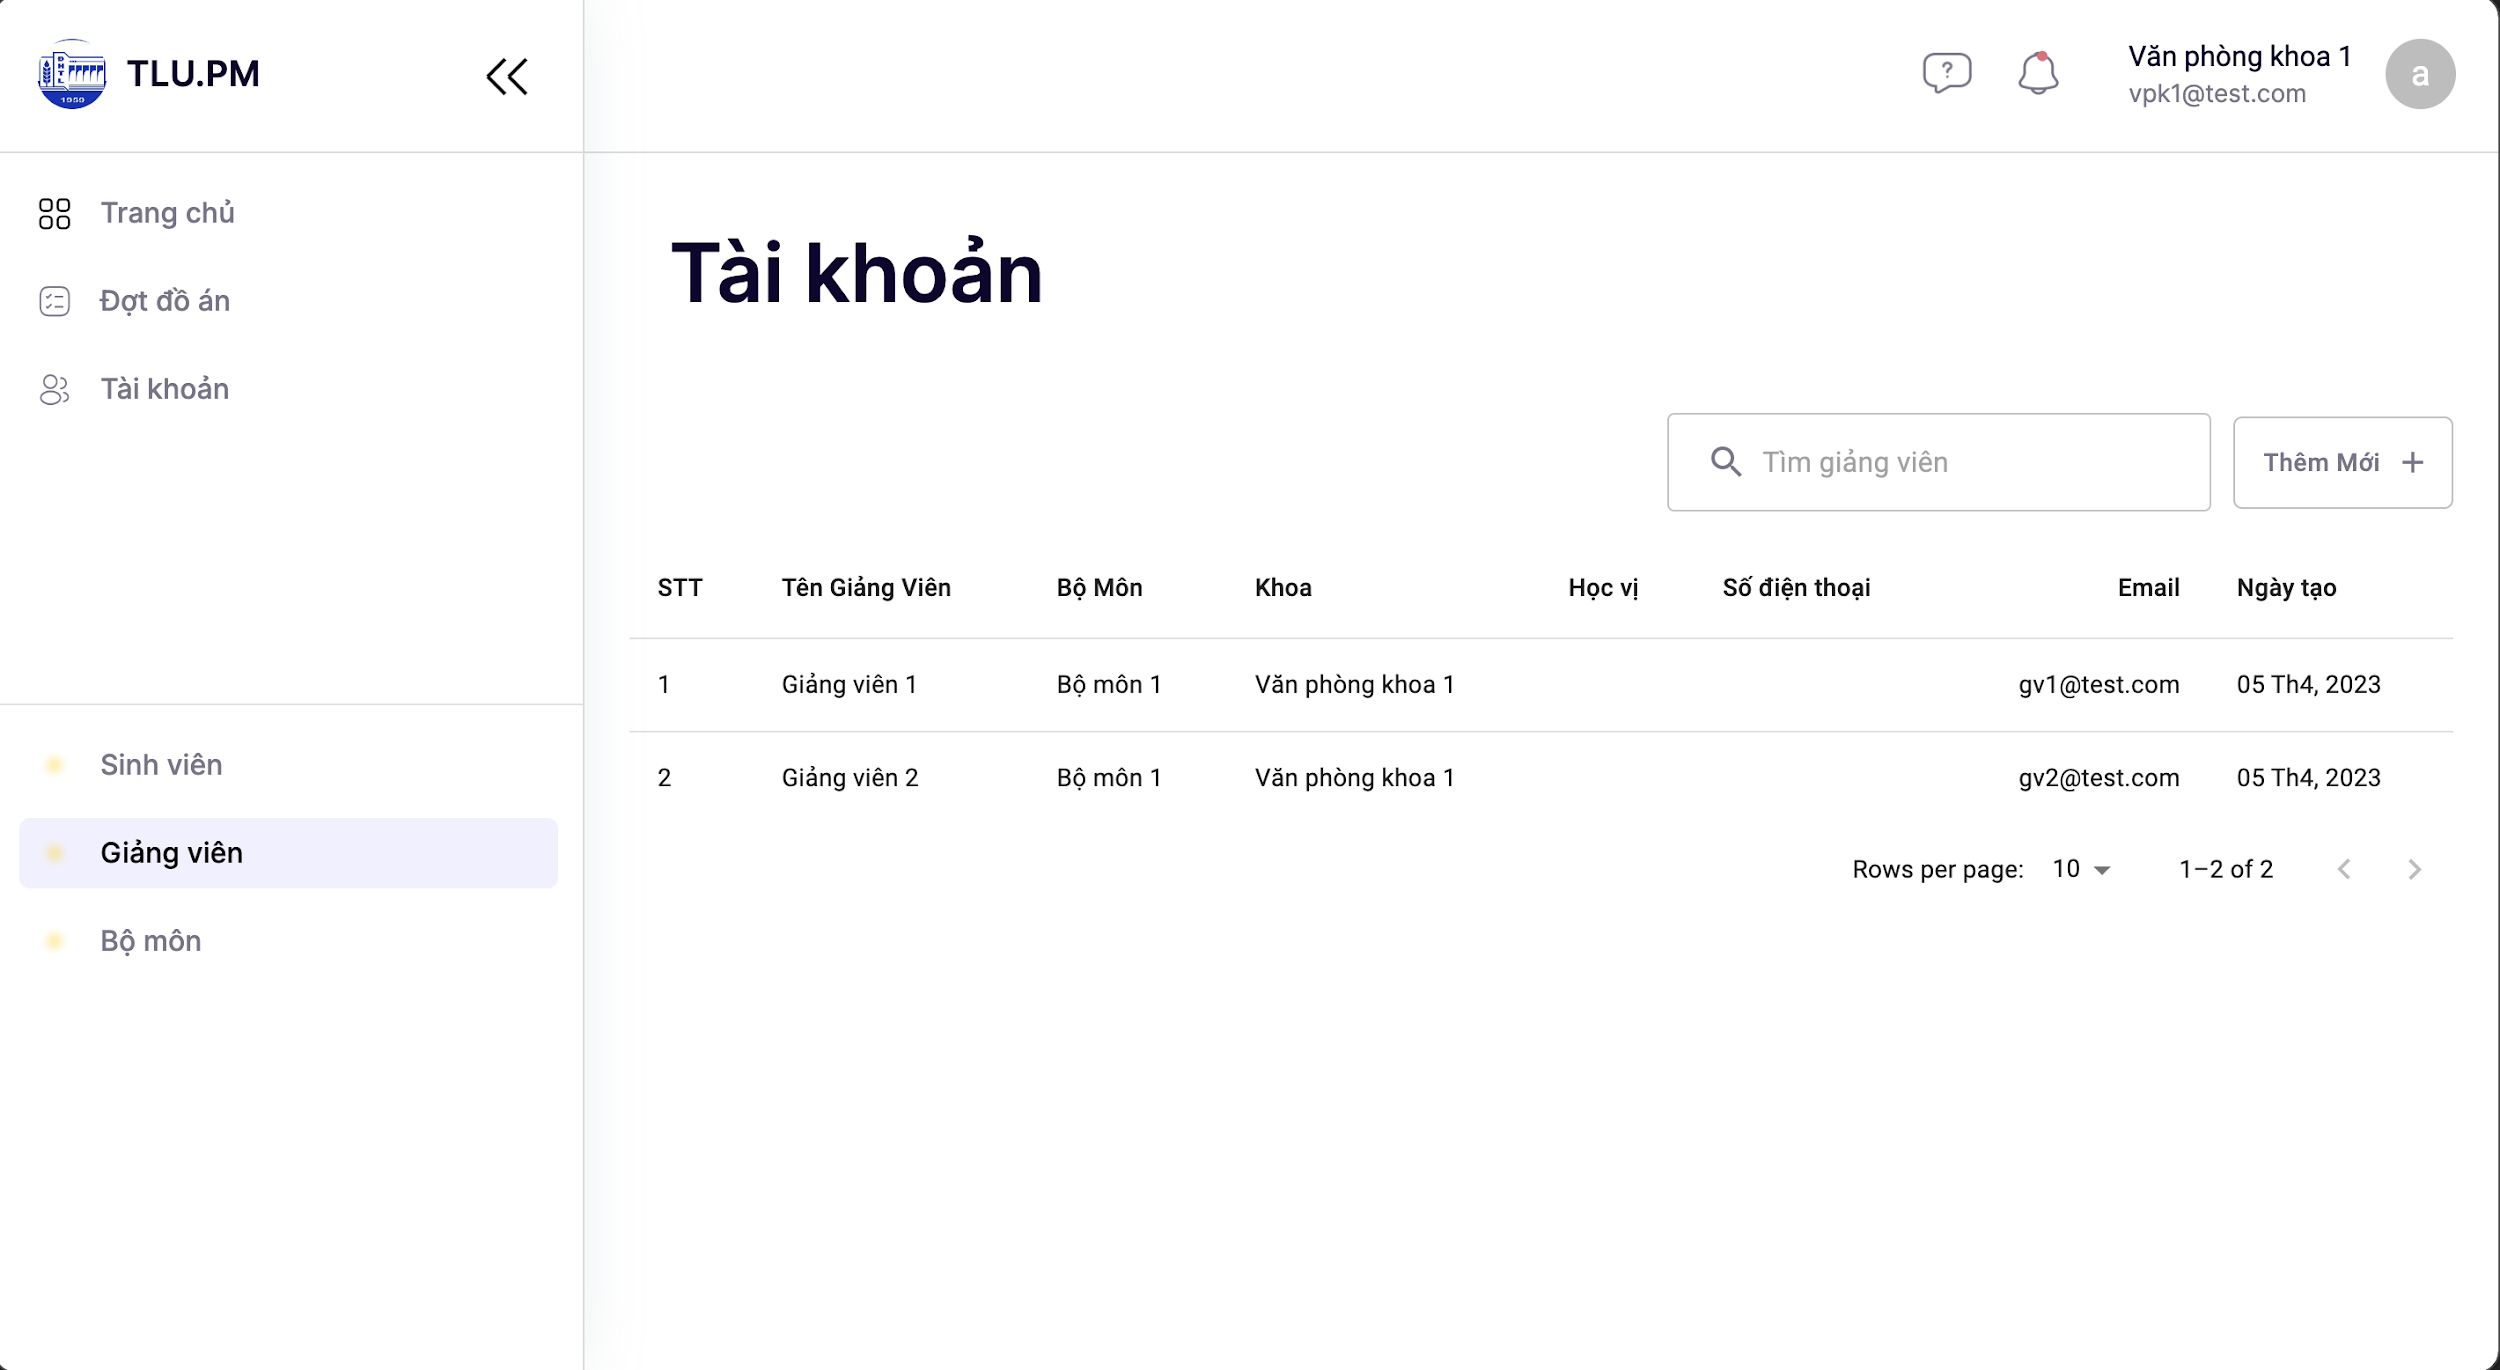 TLU.PM
ĐHTL
1959
?
Văn phòng khoa 1
vpk1@test.com
a
Trang chủ
Đợt đồ án
Tài khoản
Sinh viên
Giảng viên
Bộ môn
Tài khoản
Tìm giảng viên
Thêm Mới +
STT Tên Giảng Viên Bộ Môn Khoa Học vị Số điện thoại Email Ngày tạo
1 Giảng viên 1 Bộ môn 1 Văn phòng khoa 1 gv1@test.com 05 Th4, 2023
2 Giảng viên 2 Bộ môn 1 Văn phòng khoa 1 gv2@test.com 05 Th4, 2023
Rows per page: 10 1–2 of 2